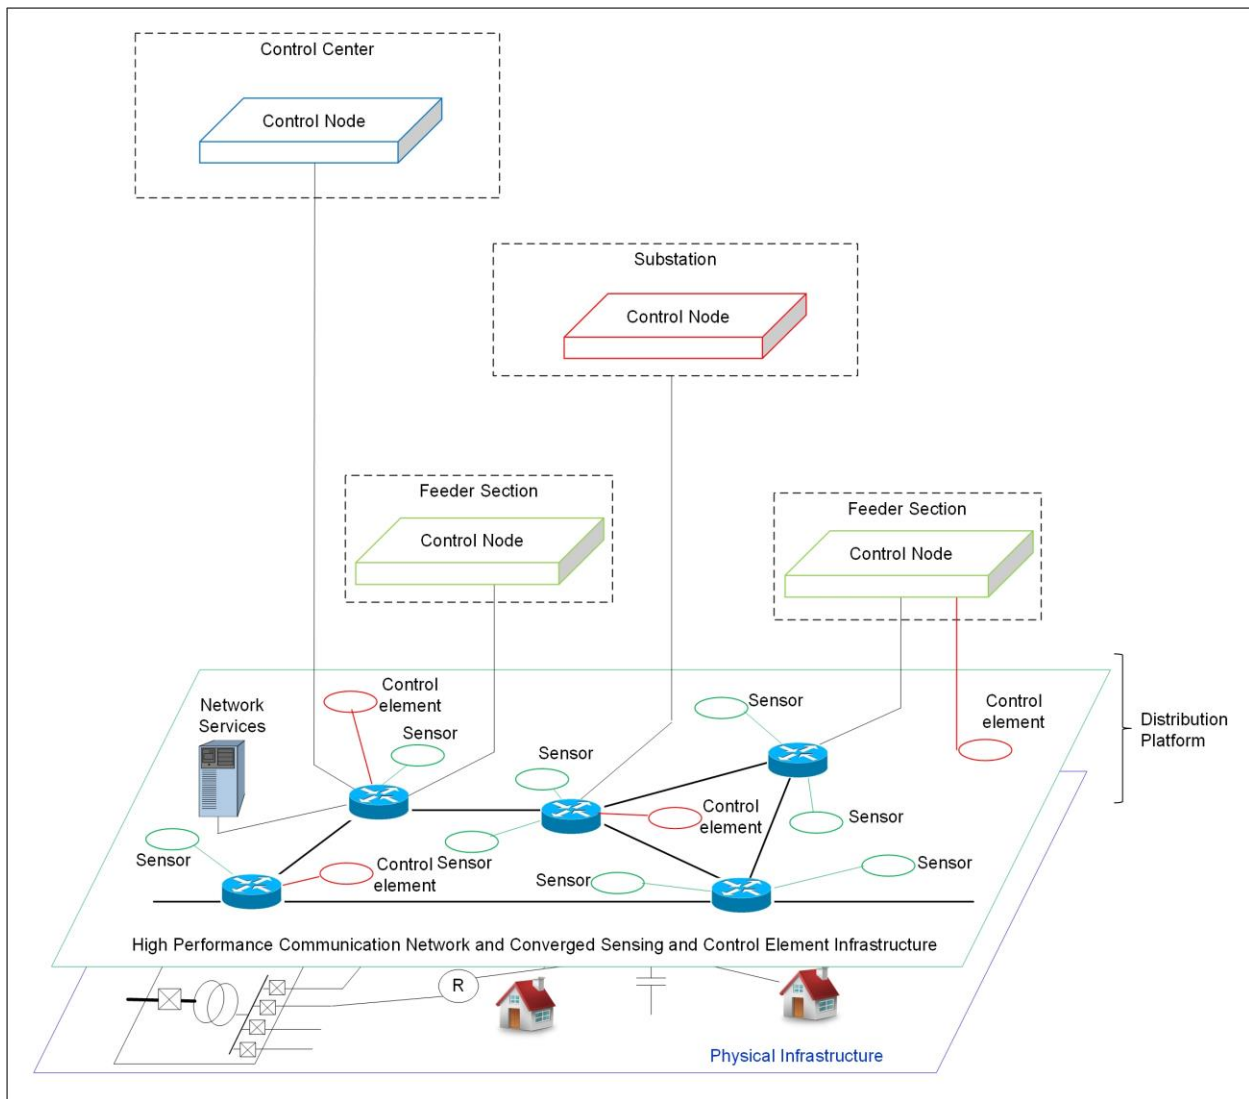 Control Center
Control Node
Substation
Control Node
Feeder Section
Control Node
Feeder Section
Control Node
Control
element
Network
Services
Sensor
Sensor
Control
element
Distribution
Platform
Sensor
Control
element
Sensor
Sensor
Control
element
Sensor
Sensor
Sensor
High Performance Communication Network and Converged Sensing and Control Element Infrastructure
R
Physical Infrastructure